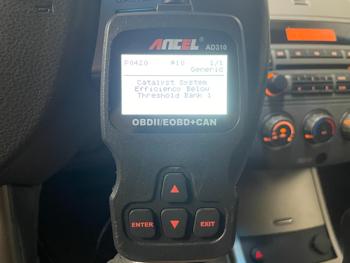 ANCEL
AD310
P0420 #10 1/1
Generic
Catalyst System
Efficiency Below
Threshold Bank 1
OBDII/EOBD+CAN
ENTER
EXIT